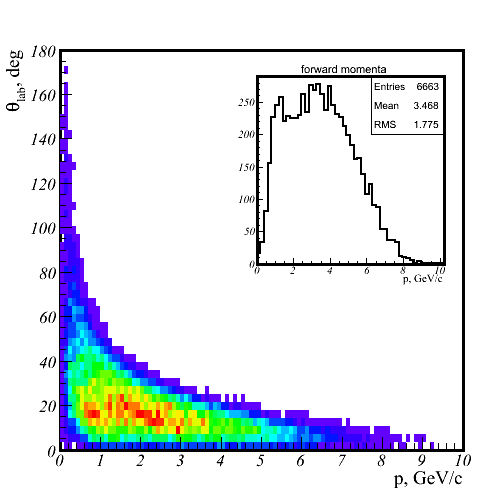 θlab, deg
180
160
140
120
100
80
60
40
20
0
0 1 2 3 4 5 6 7 8 9 10
p, GeV/c
forward momenta
Entries 6663
Mean 3.468
RMS 1.775
250
200
150
100
50
0
0 2 4 6 8 10
p, GeV/c